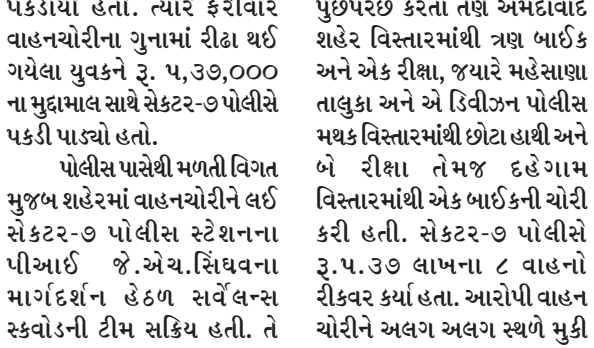 પકડાયો હતો. ત્યારે ફરીવાર
વાહનચોરીના ગુનામાં રીઢા થઈ
ગયેલા યુવકને રૂ. ૫,૩૭,૦૦૦
ના મુદ્દામાલ સાથે સેકટર-૭ પોલીસે
પકડી પાડ્યો હતો.
પોલીસ પાસેથી મળતી વિગત
મુજબ શહેરમાં વાહનચોરીને લઈ
સેકટર-૭ પોલીસ સ્ટેશનના
પીઆઈ જે.એચ.સિંઘવના
માર્ગદર્શન હેઠળ સર્વેલન્સ
સ્કવોડની ટીમ સક્રિય હતી. તે
પુછપરછ કરતા તેણે અમદાવાદ
શહેર વિસ્તારમાંથી ત્રણ બાઈક
અને એક રીક્ષા, જયારે મહેસાણા
તાલુકા અને એ ડિવીઝન પોલીસ
મથક વિસ્તારમાંથી છોટા હાથી અને
બે રીક્ષા તેમજ દહેગામ
વિસ્તારમાંથી એક બાઈકની ચોરી
કરી હતી. સેકટર-૭ પોલીસે
રૂ.૫.૩૭ લાખના ૮ વાહનો
રીકવર કર્યા હતા. આરોપી વાહન
ચોરીને અલગ અલગ સ્થળે મુકી